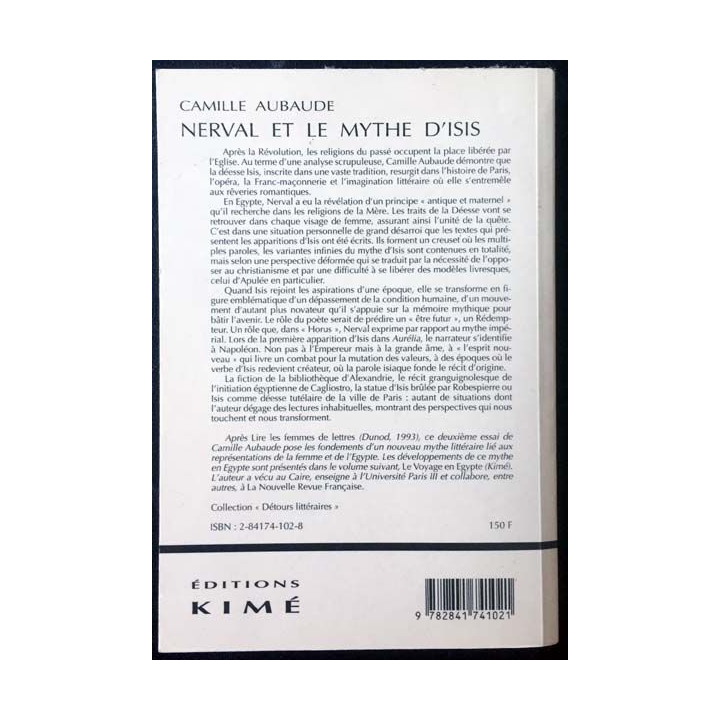 CAMILLE AUBAUDE
NERVAL ET LE MYTHE D'ISIS
Après la Révolution, les religions du passé occupent la place libérée par
l'Eglise. Au terme d'une analyse scrupuleuse, Camille Aubaude démontre que
la déesse Isis, inscrite dans une vaste tradition, resurgit dans l'histoire de Paris,
l'opéra, la Franc-maçonnerie et l'imagination littéraire où elle s'entremêle
aux rêveries romantiques.
En Egypte, Nerval a eu la révélation d'un principe « antique et maternel »
qu'il recherche dans les religions de la Mère. Les traits de la Déesse vont se
retrouver dans chaque visage de femme, assurant ainsi l'unité de la quête.
C'est dans une situation personnelle de grand désarroi que les textes qui pré-
sentent les apparitions d'Isis ont été écrits. Ils forment un creuset où les multi-
ples paroles, les variantes infinies du mythe d'Isis sont contenues en totalité,
mais selon une perspective déformée qui se traduit par la nécessité de l'oppo-
ser au christianisme et par une difficulté à se libérer des modèles livresques,
celui d'Apulée en particulier.
Quand Isis rejoint les aspirations d'une époque, elle se transforme en fi-
gure emblématique d'un dépassement de la condition humaine, d'un mouve-
ment d'autant plus novateur qu'il s'appuie sur la mémoire mythique pour
bâtir l'avenir. Le rôle du poète serait de prédire un « être futur », un Rédemp-
teur. Un rôle que, dans « Horus », Nerval exprime par rapport au mythe impé-
rial. Lors de la première apparition d'Isis dans Aurélia, le narrateur s'identifie
à Napoléon. Non pas à l'Empereur mais à la grande âme, à « l'esprit nou-
veau » qui livre un combat pour la mutation des valeurs, à des époques où le
verbe d'Isis redevient créateur, où la parole isiaque fonde le récit d'origine.
La fiction de la bibliothèque d'Alexandrie, le récit granguignolesque de
l'initiation égyptienne de Cagliostro, la statue d'Isis brûlée par Robespierre ou
Isis comme déesse tutélaire de la ville de Paris : autant de situations dont
l'auteur dégage des lectures inhabituelles, montrant des perspectives qui nous
touchent et nous transforment.
Après Lire les femmes de lettres (Dunod, 1993), ce deuxième essai de
Camille Aubaude pose les fondements d'un nouveau mythe littéraire lié aux
représentations de la femme et de l'Egypte. Les développements de ce mythe
en Egypte sont présentés dans le volume suivant, Le Voyage en Egypte (Kimé).
L'auteur a vécu au Caire, enseigne à l'Université Paris III et collabore, entre
autres, à La Nouvelle Revue Française.
Collection « Détours littéraires »
ISBN : 2-84174-102-8 150 F
ÉDITIONS
KIMÉ
9 782841 741021